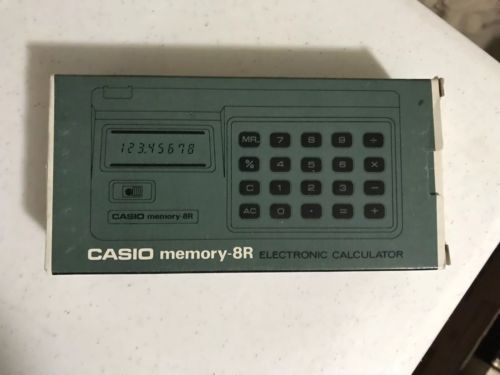 123.45678
MR 7 8 9 ÷
% 4 5 6 ×
C 1 2 3 −
AC 0 · = +
CASIO memory-8R
CASIO memory-8R ELECTRONIC CALCULATOR